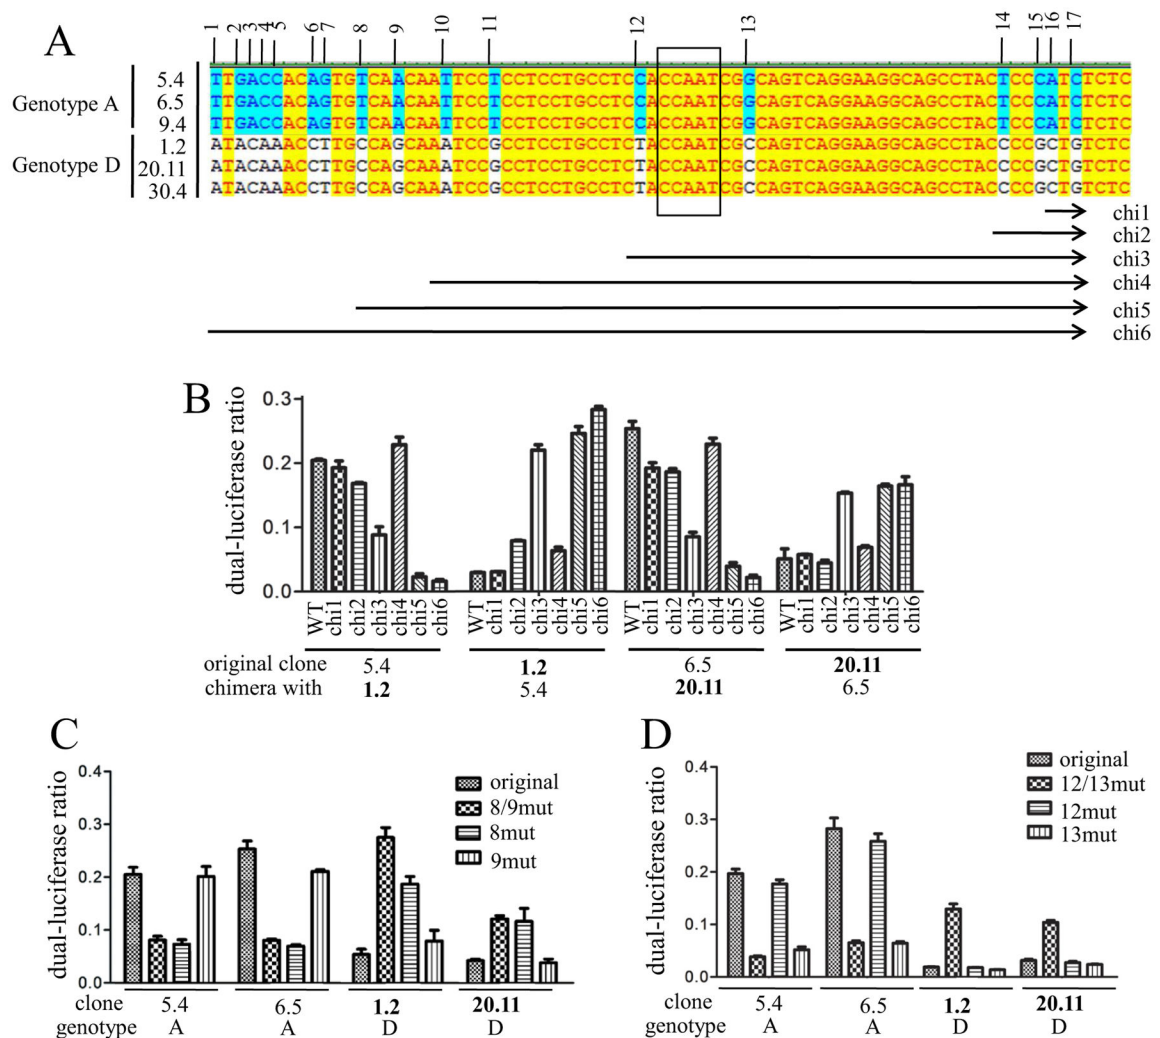 A
1 2 3 4 5 6 7 8 9 10 11 12 13 14 15 16 17
Genotype A
5.4 TTGACCACAGTGTCAACAATTCCTCCTCCTGCCTCCACCAATCGGCAGTCAGGAAGGCAGCCTACTCCCATCTCTC
6.5 TTGACCACAGTGTCAACAATTCCTCCTCCTGCCTCCACCAATCGGCAGTCAGGAAGGCAGCCTACTCCCATCTCTC
9.4 TTGACCACAGTGTCAACAATTCCTCCTCCTGCCTCCACCAATCGGCAGTCAGGAAGGCAGCCTACTCCCATCTCTC
Genotype D
1.2 ATACAAACCTTGCCAGCAAATCCGCCTCCTGCCTCTACCAATCGCCAGTCAGGAAGGCAGCCTACCCCGCTGTCTC
20.11 ATACAAACCTTGCCAGCAAATCCGCCTCCTGCCTCTACCAATCGCCAGTCAGGAAGGCAGCCTACCCCGCTGTCTC
30.4 ATACAAACCTTGCCAGCAAATCCGCCTCCTGCCTCTACCAATCGCCAGTCAGGAAGGCAGCCTACCCCGCTGTCTC
chi1
chi2
chi3
chi4
chi5
chi6
B
dual-luciferase ratio
0.3
0.2
0.1
0.0
WT chi1 chi2 chi3 chi4 chi5 chi6 WT chi1 chi2 chi3 chi4 chi5 chi6 WT chi1 chi2 chi3 chi4 chi5 chi6 WT chi1 chi2 chi3 chi4 chi5 chi6
original clone 5.4 1.2 6.5 20.11
chimera with 1.2 5.4 20.11 6.5
C
dual-luciferase ratio
0.4
0.3
0.2
0.1
0.0
original
8/9mut
8mut
9mut
clone 5.4 6.5 1.2 20.11
genotype A A D D
D
dual-luciferase ratio
0.4
0.3
0.2
0.1
0.0
original
12/13mut
12mut
13mut
clone 5.4 6.5 1.2 20.11
genotype A A D D